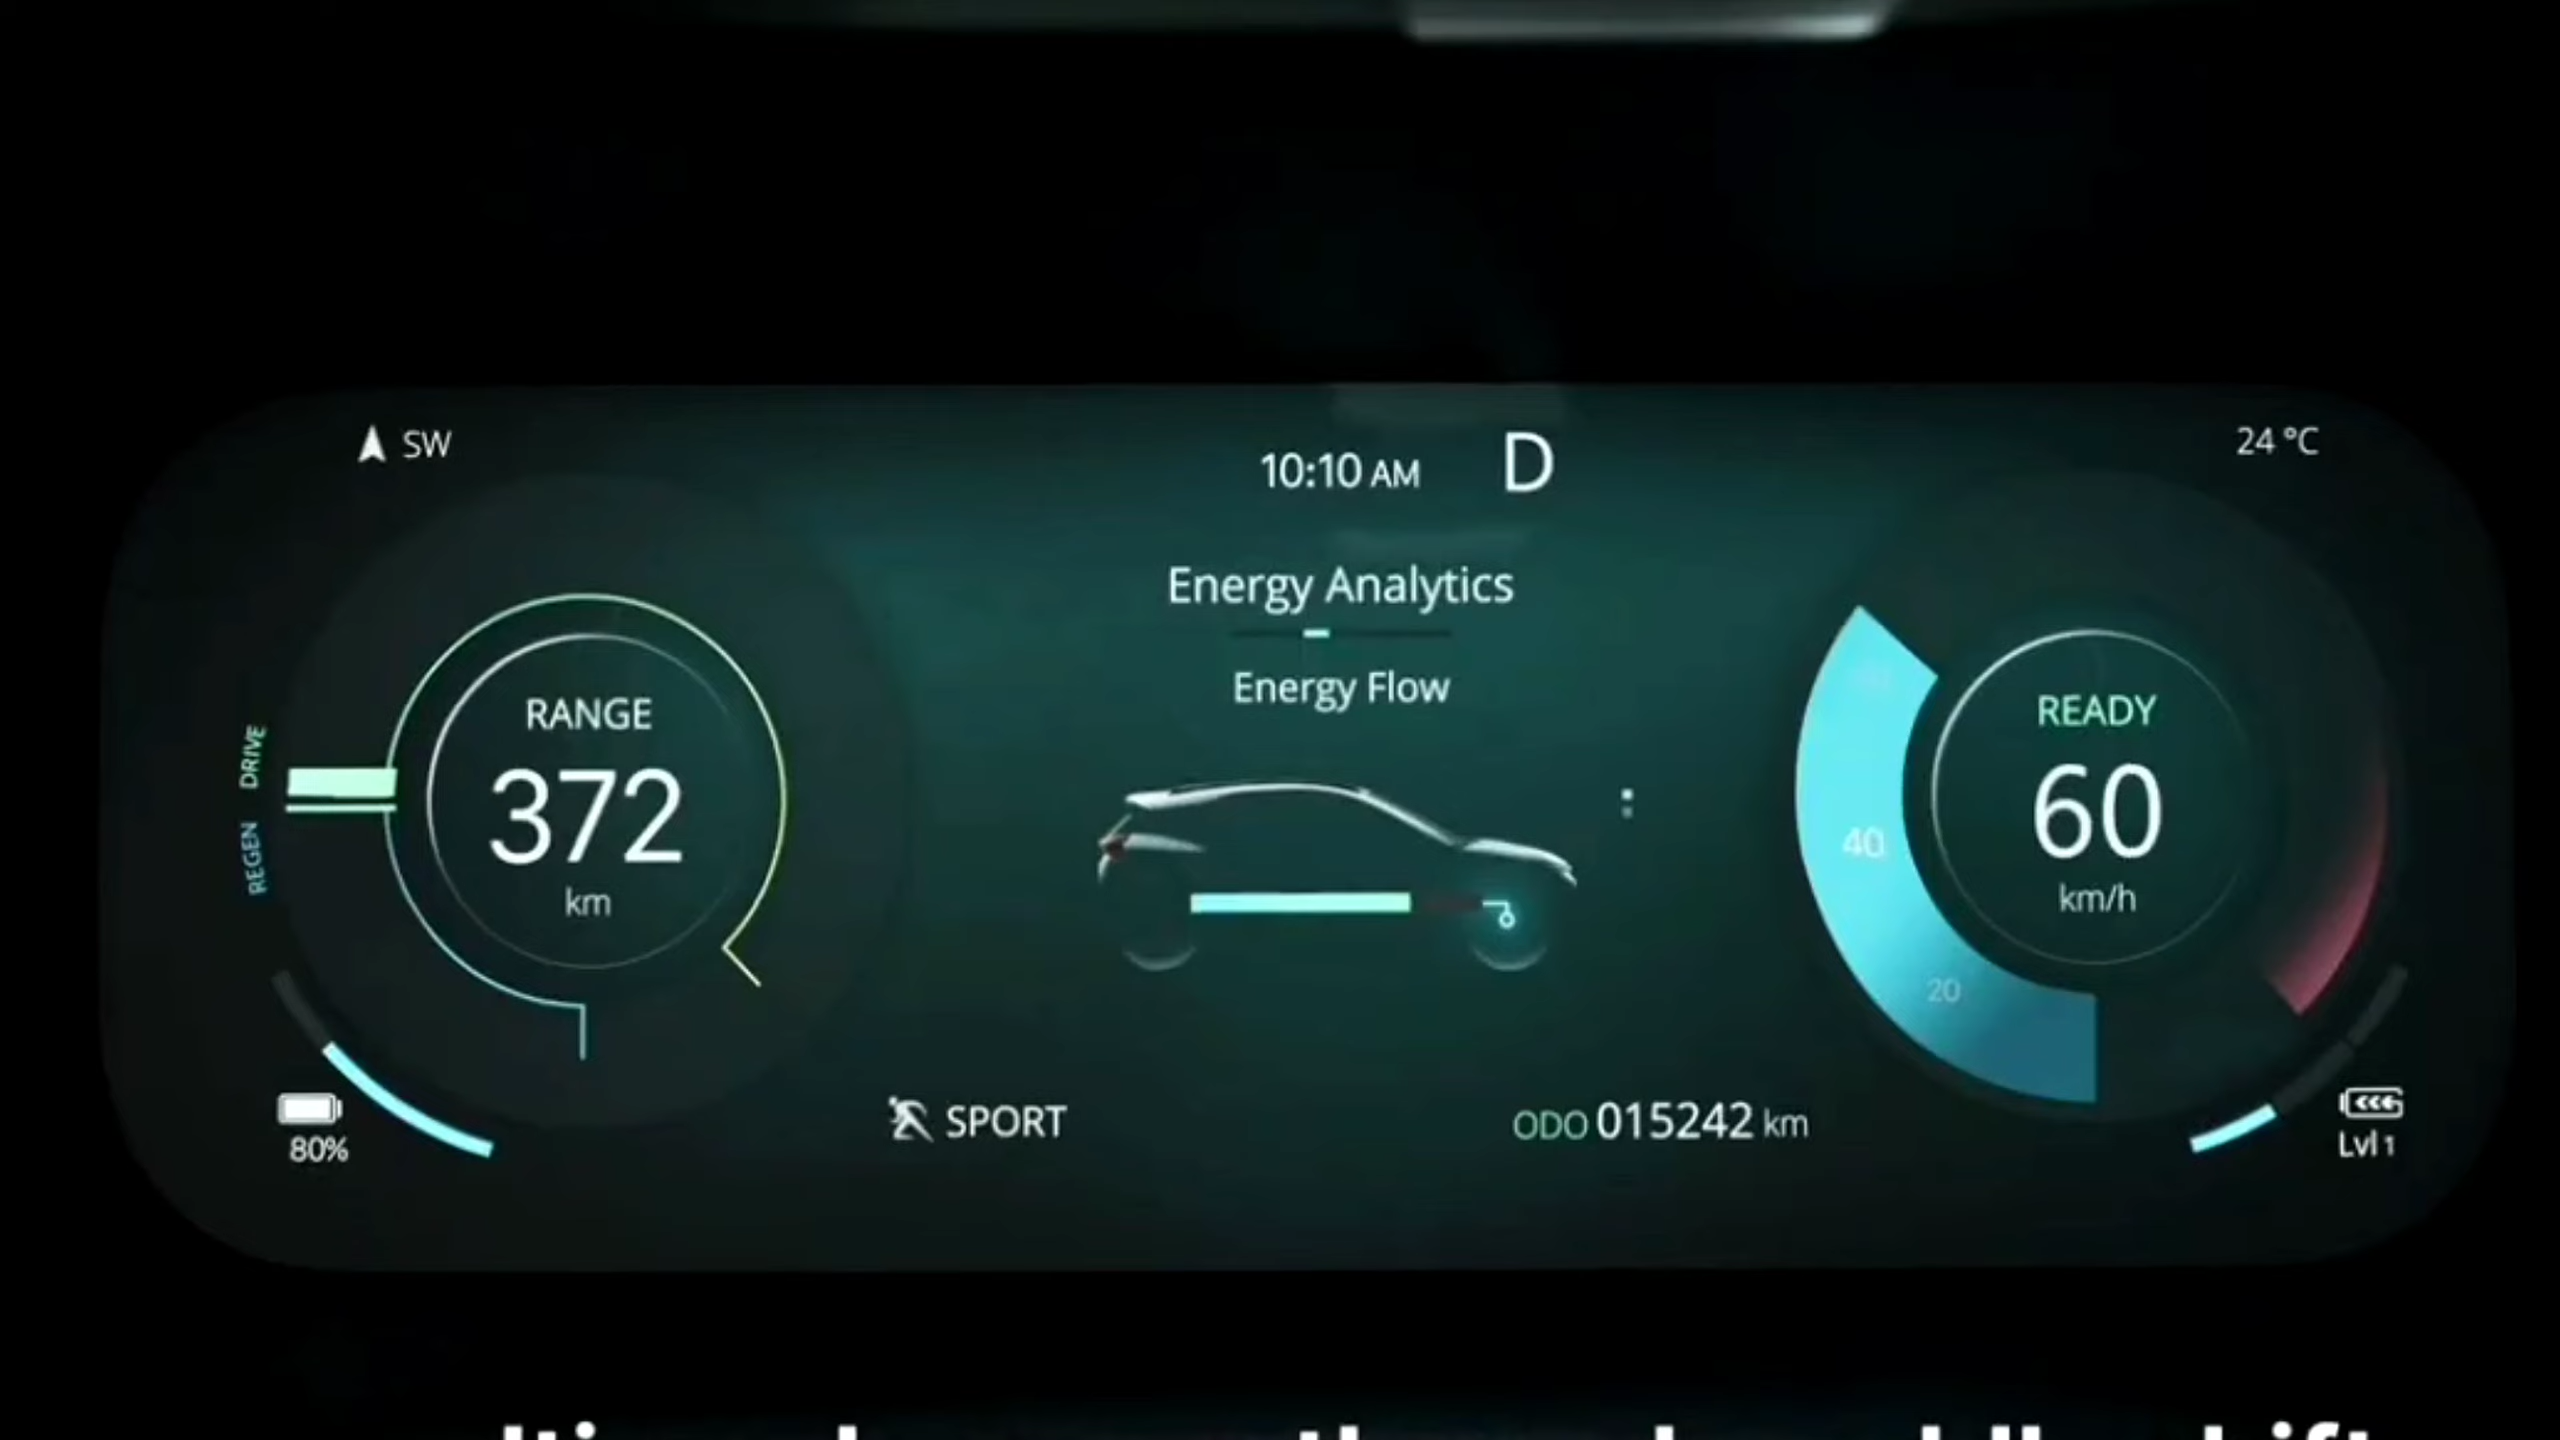 SW
10:10 AM D
24 °C
Energy Analytics
Energy Flow
DRIVE
REGEN
RANGE
372
km
READY
60
km/h
40
20
80%
SPORT
ODO 015242 km
Lvl 1